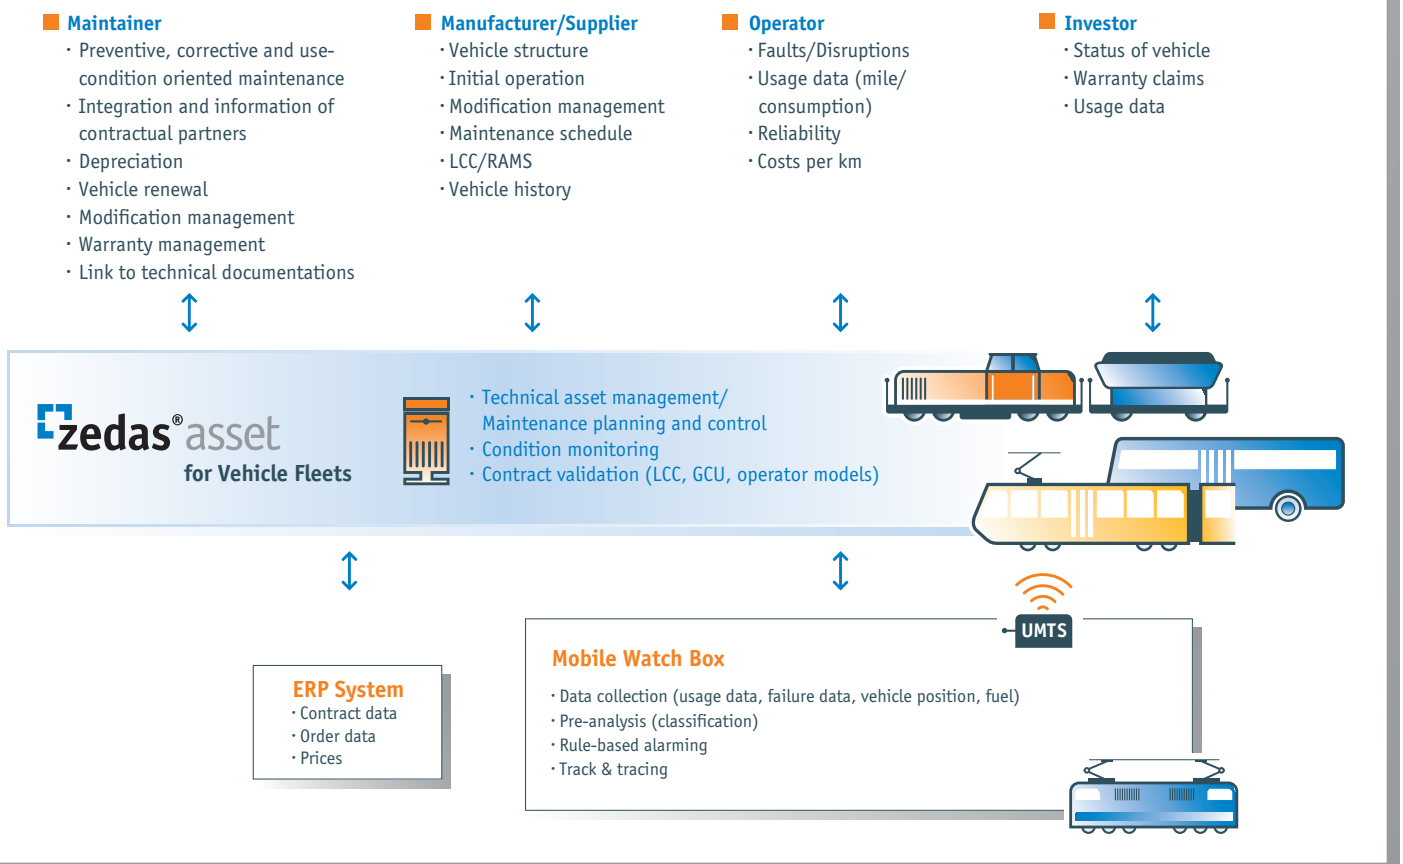 Maintainer
· Preventive, corrective and use-
condition oriented maintenance
· Integration and information of
contractual partners
· Depreciation
· Vehicle renewal
· Modification management
· Warranty management
· Link to technical documentations
Manufacturer/Supplier
· Vehicle structure
· Initial operation
· Modification management
· Maintenance schedule
· LCC/RAMS
· Vehicle history
Operator
· Faults/Disruptions
· Usage data (mile/
consumption)
· Reliability
· Costs per km
Investor
· Status of vehicle
· Warranty claims
· Usage data
zedas® asset
for Vehicle Fleets
· Technical asset management/
Maintenance planning and control
· Condition monitoring
· Contract validation (LCC, GCU, operator models)
ERP System
· Contract data
· Order data
· Prices
UMTS
Mobile Watch Box
· Data collection (usage data, failure data, vehicle position, fuel)
· Pre-analysis (classification)
· Rule-based alarming
· Track & tracing